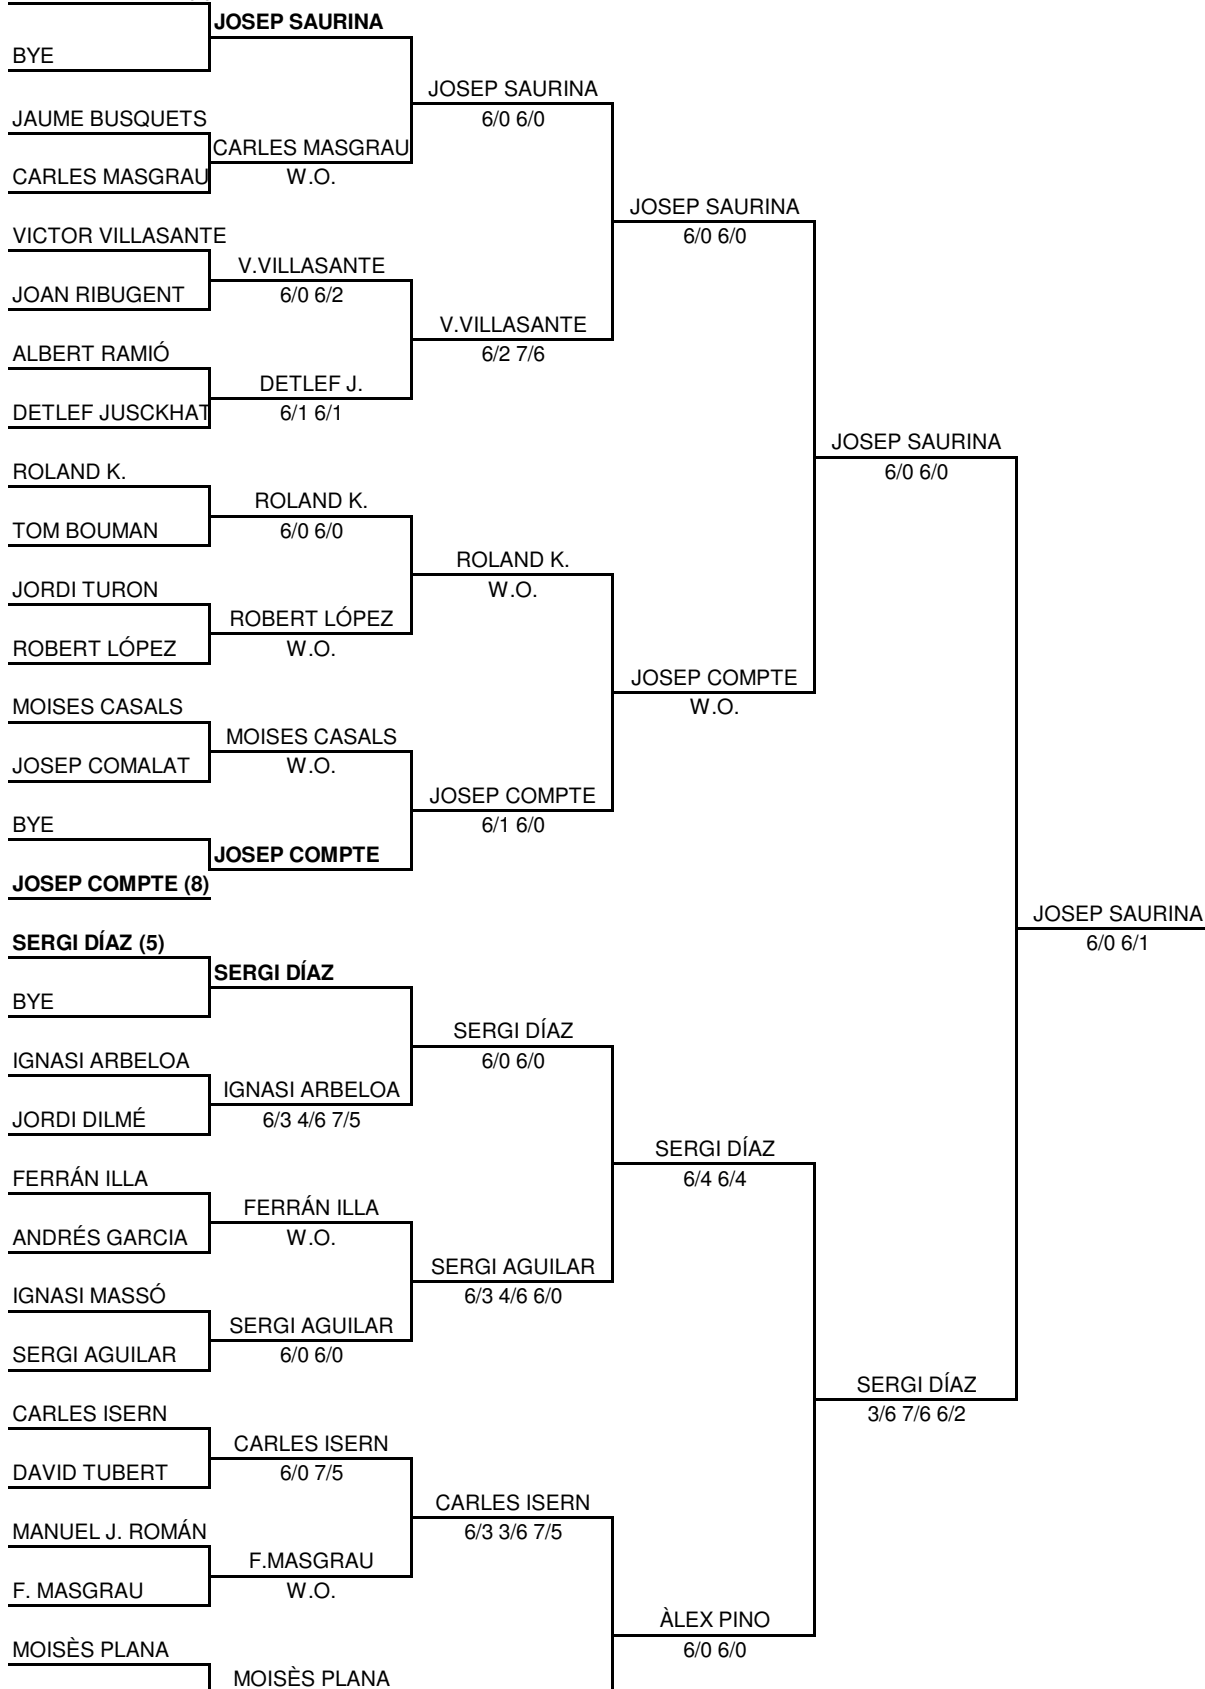 JOSEP SAURINA
BYE
JOSEP SAURINA
6/0 6/0
JAUME BUSQUETS
CARLES MASGRAU
CARLES MASGRAU
W.O.
JOSEP SAURINA
6/0 6/0
VICTOR VILLASANTE
V.VILLASANTE
JOAN RIBUGENT
6/0 6/2
V.VILLASANTE
6/2 7/6
ALBERT RAMIÓ
DETLEF J.
DETLEF JUSCKHAT
6/1 6/1
JOSEP SAURINA
6/0 6/0
ROLAND K.
ROLAND K.
TOM BOUMAN
6/0 6/0
ROLAND K.
W.O.
JORDI TURON
ROBERT LÓPEZ
ROBERT LÓPEZ
W.O.
JOSEP COMPTE
W.O.
MOISES CASALS
MOISES CASALS
JOSEP COMALAT
W.O.
JOSEP COMPTE
6/1 6/0
BYE
JOSEP COMPTE
JOSEP COMPTE (8)
JOSEP SAURINA
6/0 6/1
SERGI DÍAZ (5)
SERGI DÍAZ
BYE
SERGI DÍAZ
6/0 6/0
IGNASI ARBELOA
IGNASI ARBELOA
JORDI DILMÉ
6/3 4/6 7/5
SERGI DÍAZ
6/4 6/4
FERRÁN ILLA
FERRÁN ILLA
ANDRÉS GARCIA
W.O.
SERGI AGUILAR
6/3 4/6 6/0
IGNASI MASSÓ
SERGI AGUILAR
SERGI AGUILAR
6/0 6/0
SERGI DÍAZ
3/6 7/6 6/2
CARLES ISERN
CARLES ISERN
DAVID TUBERT
6/0 7/5
CARLES ISERN
6/3 3/6 7/5
MANUEL J. ROMÁN
F.MASGRAU
F. MASGRAU
W.O.
ÀLEX PINO
6/0 6/0
MOISÈS PLANA
MOISÈS PLANA